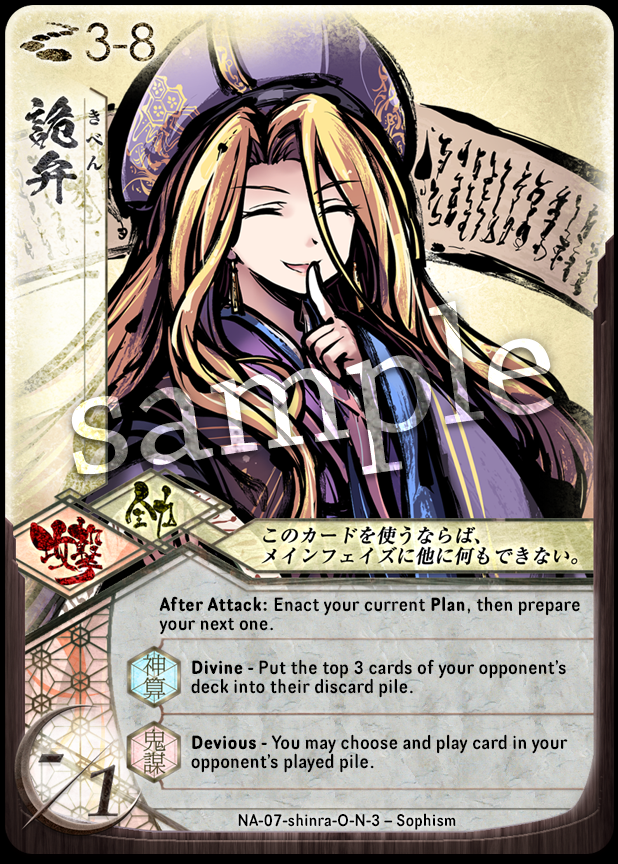 3-8
詭弁
きべん
sample
攻撃
全力
このカードを使うならば、
メインフェイズに他に何もできない。
After Attack: Enact your current Plan, then prepare
your next one.
神算
Divine - Put the top 3 cards of your opponent's
deck into their discard pile.
鬼謀
Devious - You may choose and play card in your
opponent's played pile.
-/1
NA-07-shinra-O-N-3 – Sophism